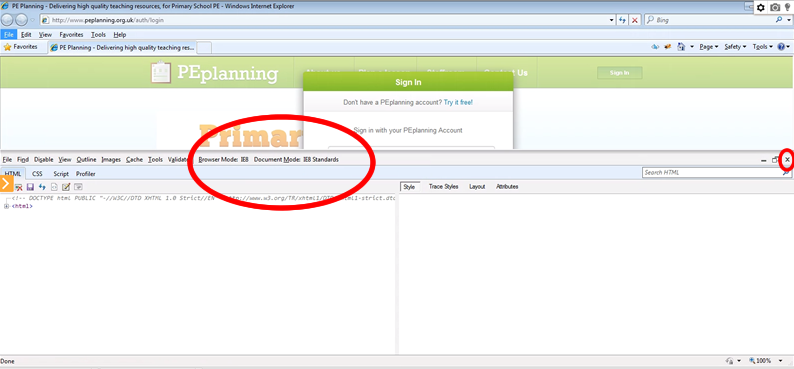 PE Planning - Delivering high quality teaching resources, for Primary School PE - Windows Internet Explorer
http://www.peplanning.org.uk/auth/login
Bing
File Edit View Favorites Tools Help
Favorites PE Planning - Delivering high quality teaching res...
Page Safety Tools
PEplanning Us Sign In
Sign In
Don't have a PEplanning account? Try it free!
Sign in with your PEplanning Account
Primar
File Find Disable View Outline Images Cache Tools Validate Browser Mode: IE8 Document Mode: IE8 Standards
HTML CSS Script Profiler Search HTML
Style Trace Styles Layout Attributes
<!-- DOCTYPE html PUBLIC "-//W3C//DTD XHTML 1.0 Strict//EN" "http://www.w3.org/TR/xhtml1/DTD/xhtml1-strict.dtd
<html>
Done 100%